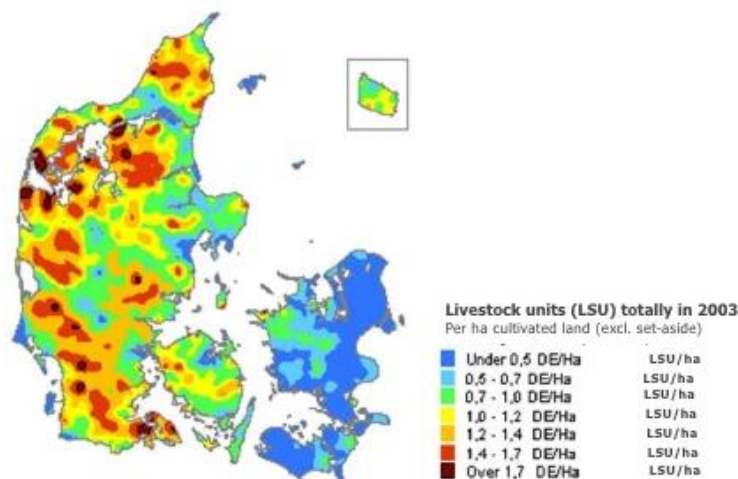 Livestock units (LSU) totally in 2003
Per ha cultivated land (excl. set-aside)
Under 0,5 DE/Ha LSU/ha
0,5 - 0,7 DE/Ha LSU/ha
0,7 - 1,0 DE/Ha LSU/ha
1,0 - 1,2 DE/Ha LSU/ha
1,2 - 1,4 DE/Ha LSU/ha
1,4 - 1,7 DE/Ha LSU/ha
Over 1,7 DE/Ha LSU/ha